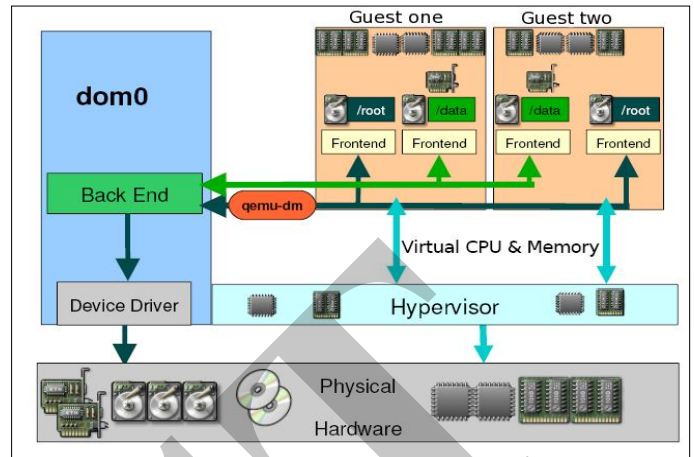 Guest one
Guest two
dom0
/root
/data
/data
/root
Frontend
Frontend
Frontend
Frontend
Back End
qemu-dm
Virtual CPU & Memory
Device Driver
Hypervisor
Physical
Hardware